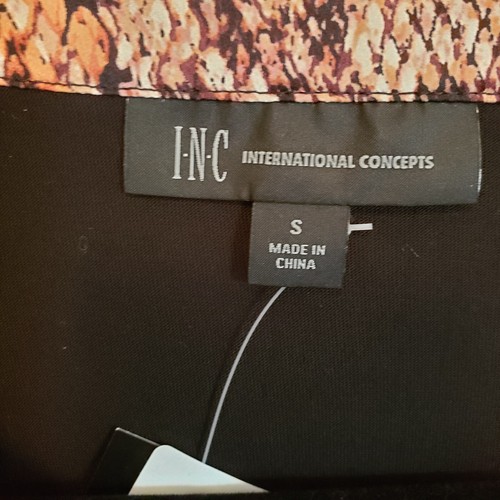 I-N-C INTERNATIONAL CONCEPTS
S
MADE IN
CHINA